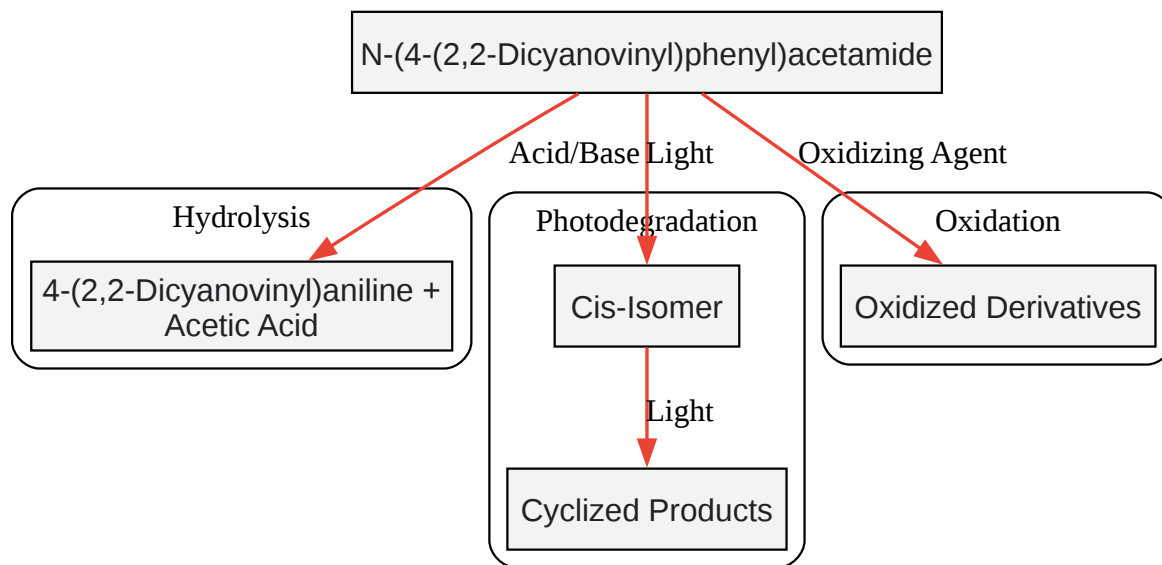 N-(4-(2,2-Dicyanovinyl)phenyl)acetamide
Acid/Base
Light
Oxidizing Agent
Hydrolysis
Photodegradation
Oxidation
4-(2,2-Dicyanovinyl)aniline +
Acetic Acid
Cis-Isomer
Oxidized Derivatives
Light
Cyclized Products